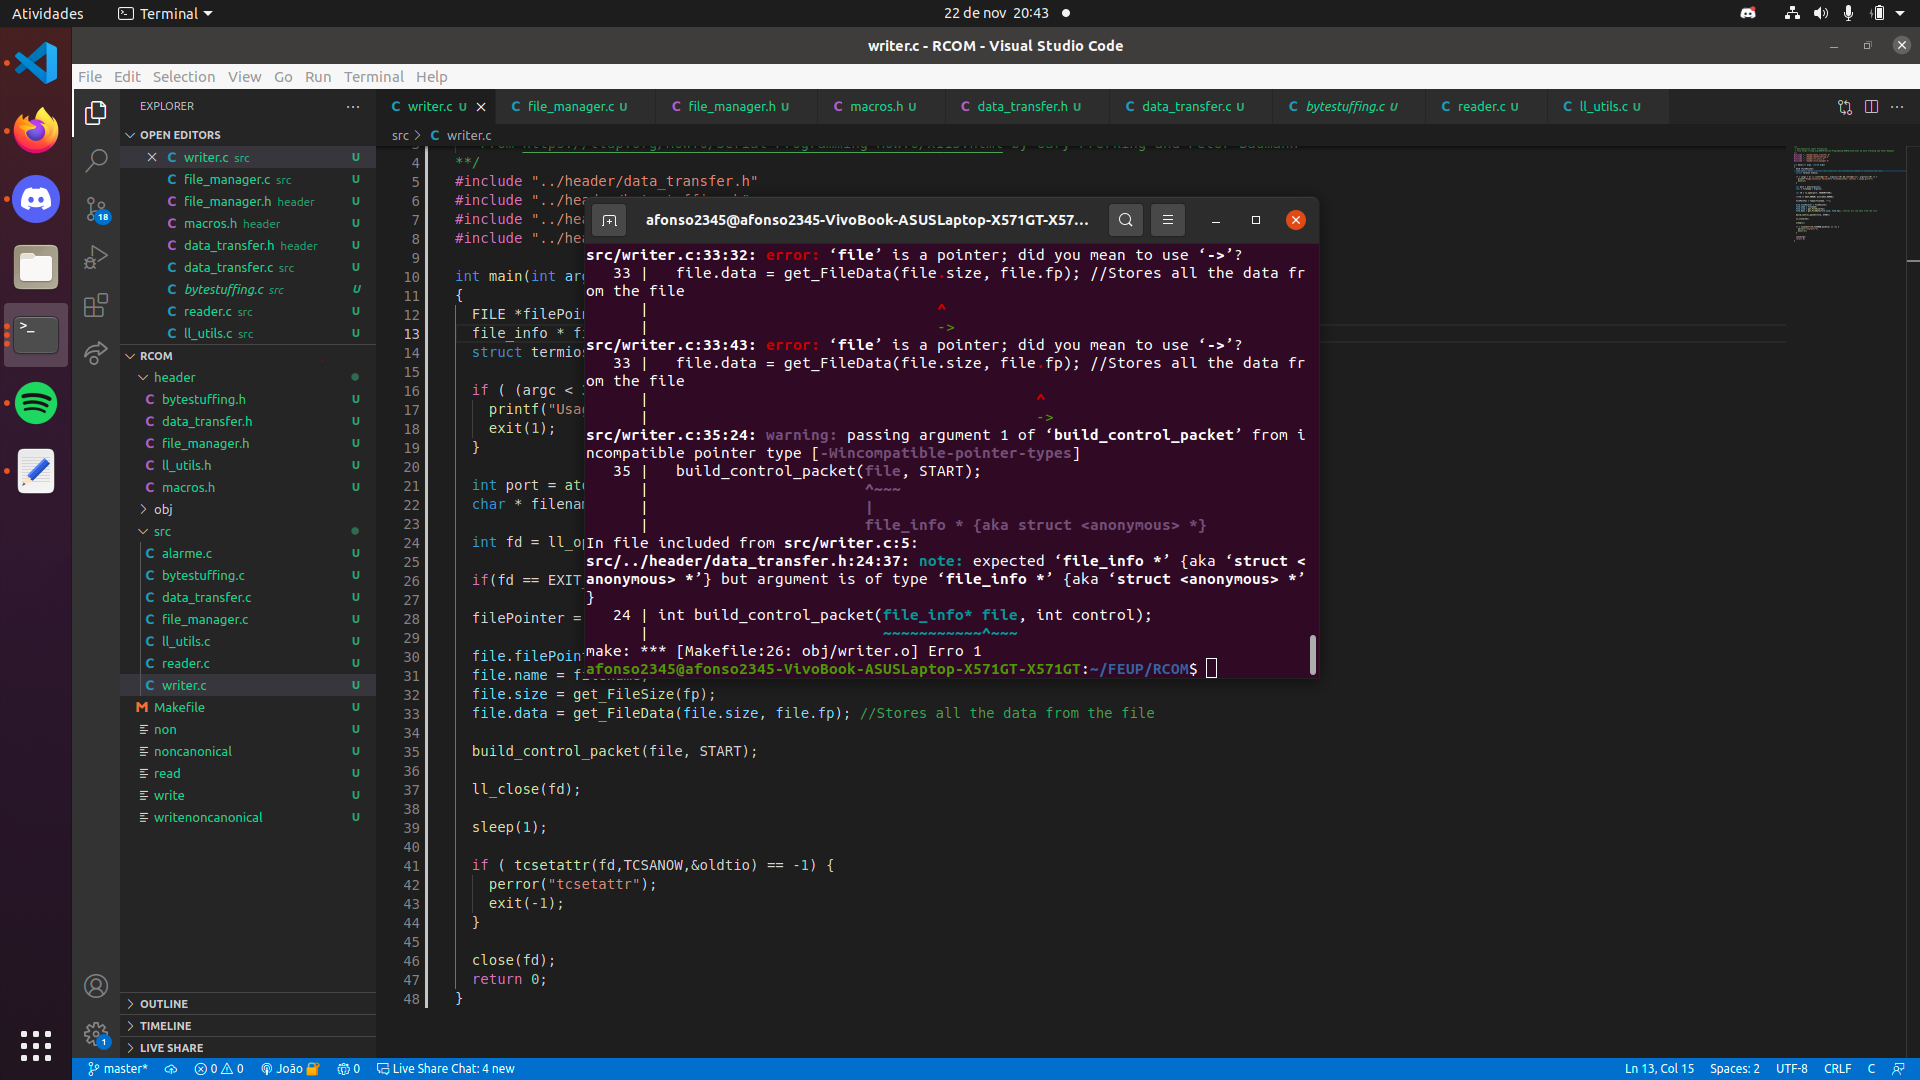 Atividades
Terminal
22 de nov 20:43
writer.c - RCOM - Visual Studio Code
File Edit Selection View Go Run Terminal Help
EXPLORER
OPEN EDITORS
writer.c src U
file_manager.c src U
file_manager.h header U
macros.h header U
data_transfer.h header U
data_transfer.c src U
bytestuffing.c src U
reader.c src U
ll_utils.c src U
RCOM
header
bytestuffing.h U
data_transfer.h U
file_manager.h U
ll_utils.h U
macros.h U
obj
src
alarme.c U
bytestuffing.c U
data_transfer.c U
file_manager.c U
ll_utils.c U
reader.c U
writer.c U
Makefile U
non U
noncanonical U
read U
write U
writenoncanonical U
OUTLINE
TIMELINE
LIVE SHARE
18
1
writer.c U file_manager.c U file_manager.h U macros.h U data_transfer.h U data_transfer.c U bytestuffing.c U reader.c U ll_utils.c U
src > C writer.c
4 **/
5 #include "../header/data_transfer.h"
6 #include "../
7 #include "../hea
8 #include "../hea
9
10 int main(int arg
11 {
12 FILE *filePoin
13 file_info * fi
14 struct termios
15
16 if ( (argc <
17 printf("Usag
18 exit(1);
19 }
20
21 int port = ato
22 char * filenam
23
24 int fd = ll_op
25
26 if(fd == EXIT
27
28 filePointer =
29
30 file.filePoint
31 file.name = filename;
32 file.size = get_FileSize(fp);
33 file.data = get_FileData(file.size, file.fp); //Stores all the data from the file
34
35 build_control_packet(file, START);
36
37 ll_close(fd);
38
39 sleep(1);
40
41 if ( tcsetattr(fd,TCSANOW,&oldtio) == -1) {
42 perror("tcsetattr");
43 exit(-1);
44 }
45
46 close(fd);
47 return 0;
48 }
afonso2345@afonso2345-VivoBook-ASUSLaptop-X571GT-X57...
src/writer.c:33:32: error: ‘file’ is a pointer; did you mean to use ‘->’?
33 | file.data = get_FileData(file.size, file.fp); //Stores all the data fr
om the file
| ^
| ->
src/writer.c:33:43: error: ‘file’ is a pointer; did you mean to use ‘->’?
33 | file.data = get_FileData(file.size, file.fp); //Stores all the data fr
om the file
| ^
| ->
src/writer.c:35:24: warning: passing argument 1 of ‘build_control_packet’ from i
ncompatible pointer type [-Wincompatible-pointer-types]
35 | build_control_packet(file, START);
| ^~~~
| |
| file_info * {aka struct <anonymous> *}
In file included from src/writer.c:5:
src/../header/data_transfer.h:24:37: note: expected ‘file_info *’ {aka ‘struct <
anonymous> *’} but argument is of type ‘file_info *’ {aka ‘struct <anonymous> *’
}
24 | int build_control_packet(file_info* file, int control);
| ~~~~~~~~~~~^~~~
make: *** [Makefile:26: obj/writer.o] Erro 1
afonso2345@afonso2345-VivoBook-ASUSLaptop-X571GT-X571GT:~/FEUP/RCOM$
master* 0 0 João 0 Live Share Chat: 4 new Ln 13, Col 15 Spaces: 2 UTF-8 CRLF C